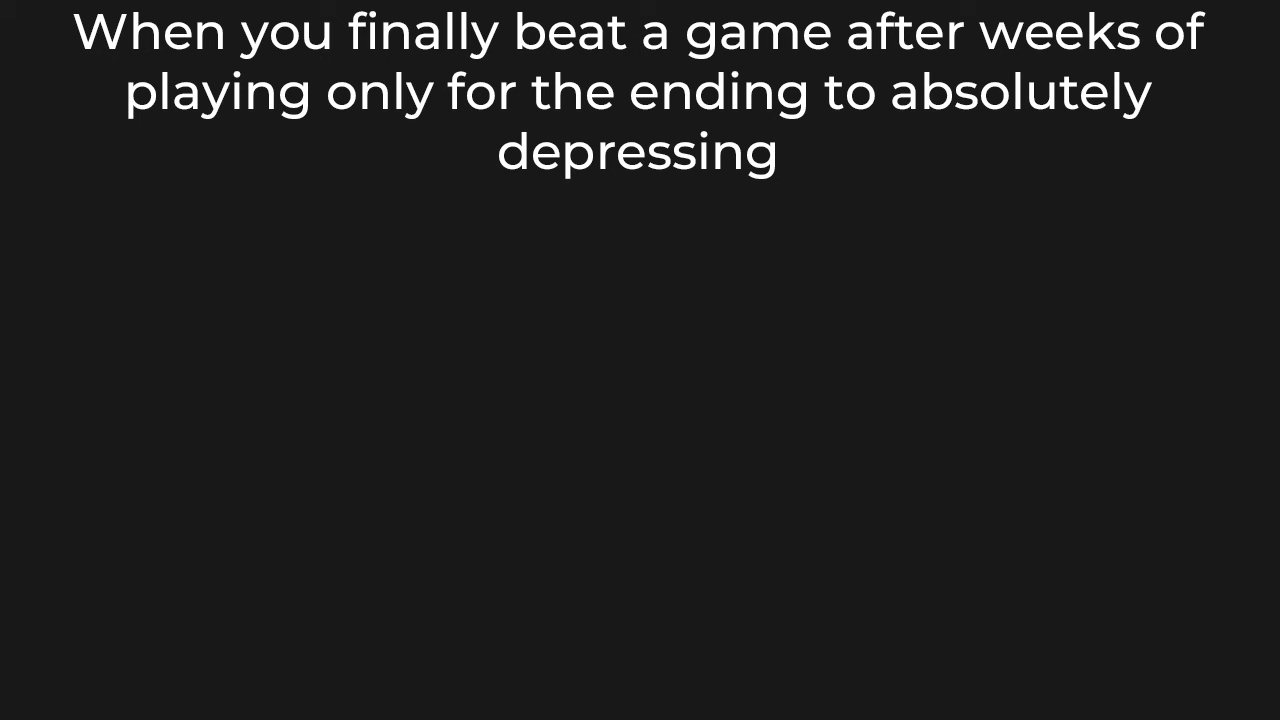 When you finally beat a game after weeks of
playing only for the ending to absolutely
depressing